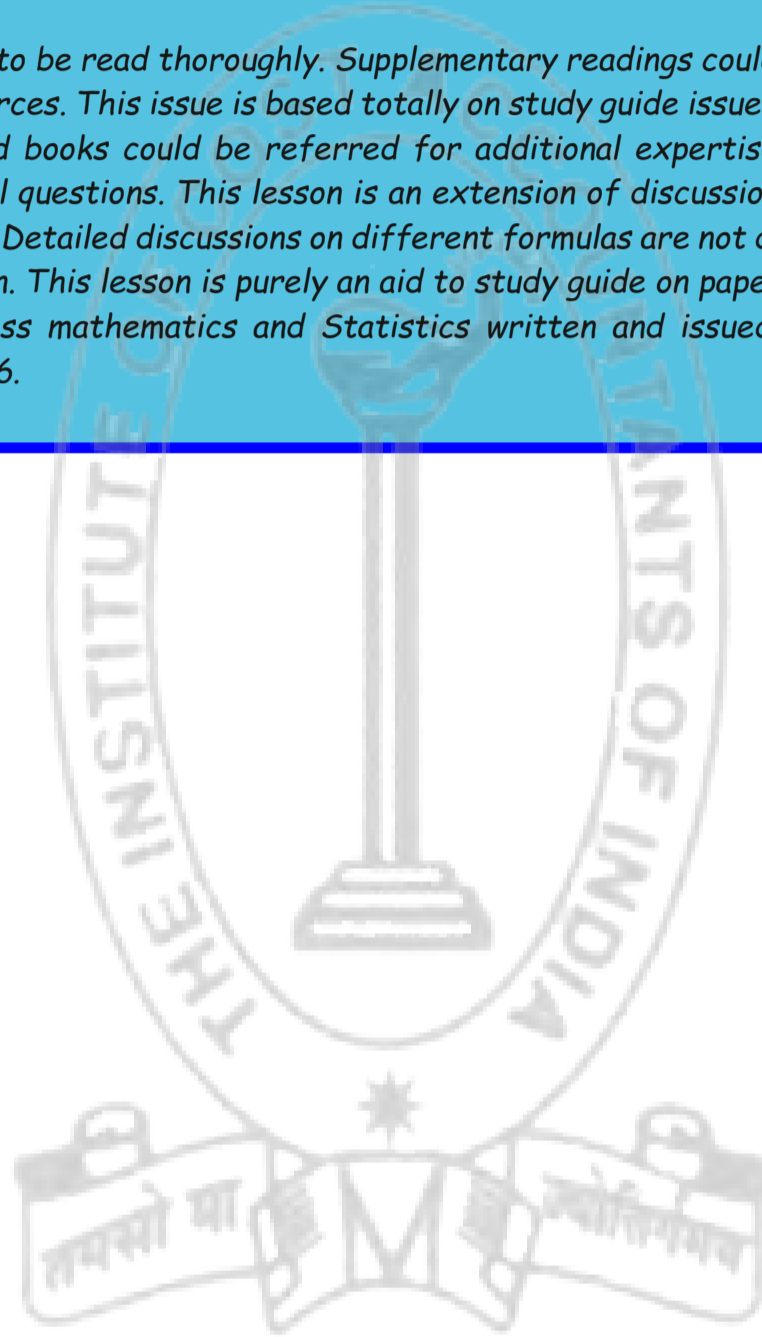 to be read thoroughly. Supplementary readings coul
rces. This issue is based totally on study guide issue
d books could be referred for additional expertis
l questions. This lesson is an extension of discussio
Detailed discussions on different formulas are not c
n. This lesson is purely an aid to study guide on pape
ss mathematics and Statistics written and issued
6.
THE INSTITUTE OF COST ACCOUNTANTS OF INDIA
तमसो मा ज्योतिर्गमय